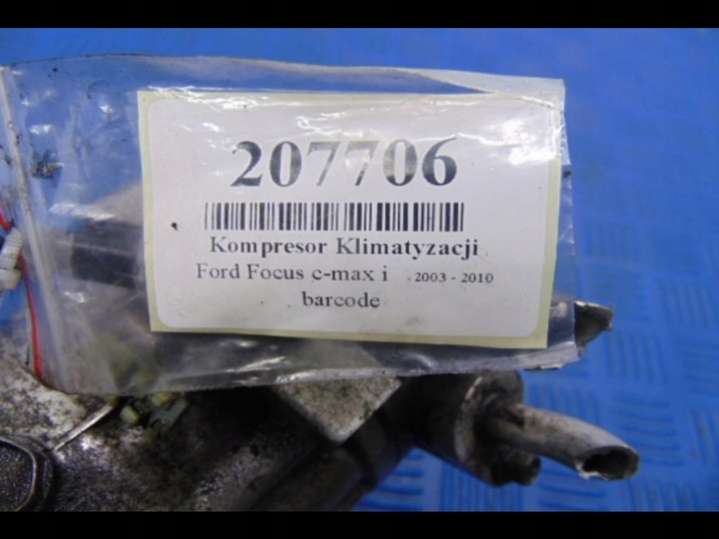 207706
Kompresor Klimatyzacji
Ford Focus c-max i 2003 - 2010
barcode